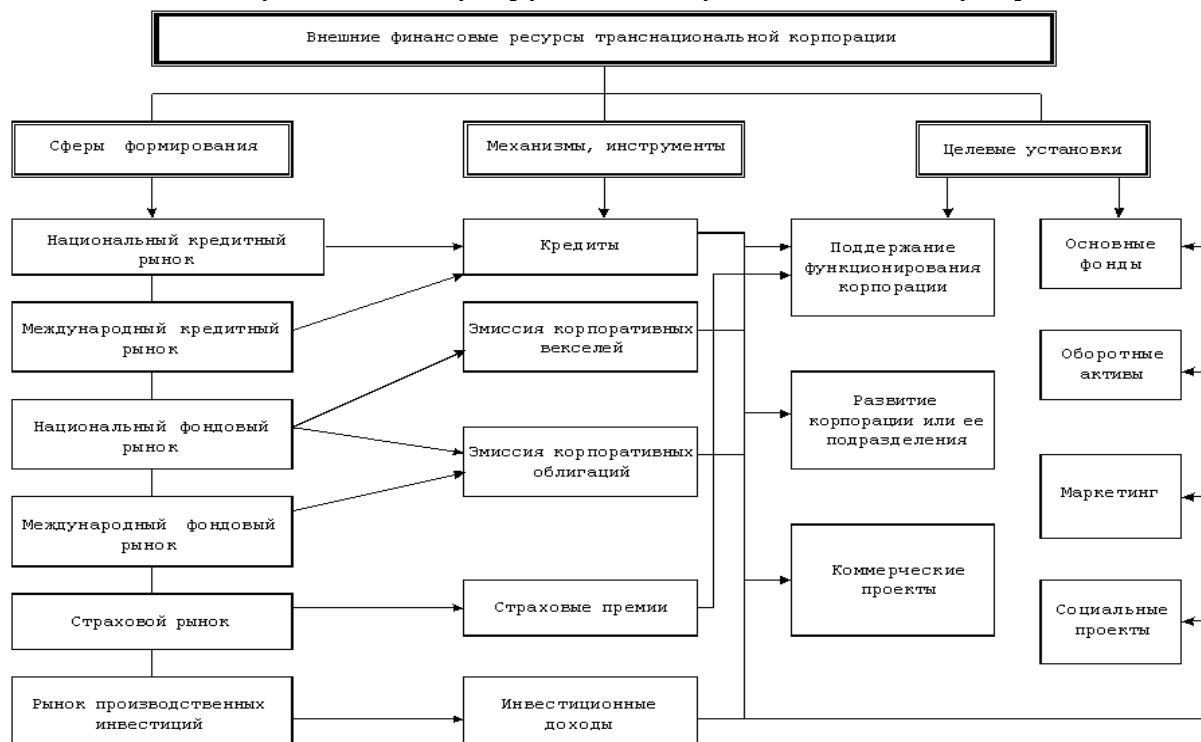 Внешние финансовые ресурсы транснациональной корпорации
Сферы формирования
Механизмы, инструменты
Целевые установки
Национальный кредитный
рынок
Кредиты
Поддержание
функционирования
корпорации
Основные
фонды
Международный кредитный
рынок
Эмиссия корпоративных
векселей
Оборотные
активы
Национальный фондовый
рынок
Эмиссия корпоративных
облигаций
Развитие
корпорации или ее
подразделения
Маркетинг
Международный фондовый
рынок
Страховой рынок
Страховые премии
Коммерческие
проекты
Социальные
проекты
Рынок производственных
инвестиций
Инвестиционные
доходы